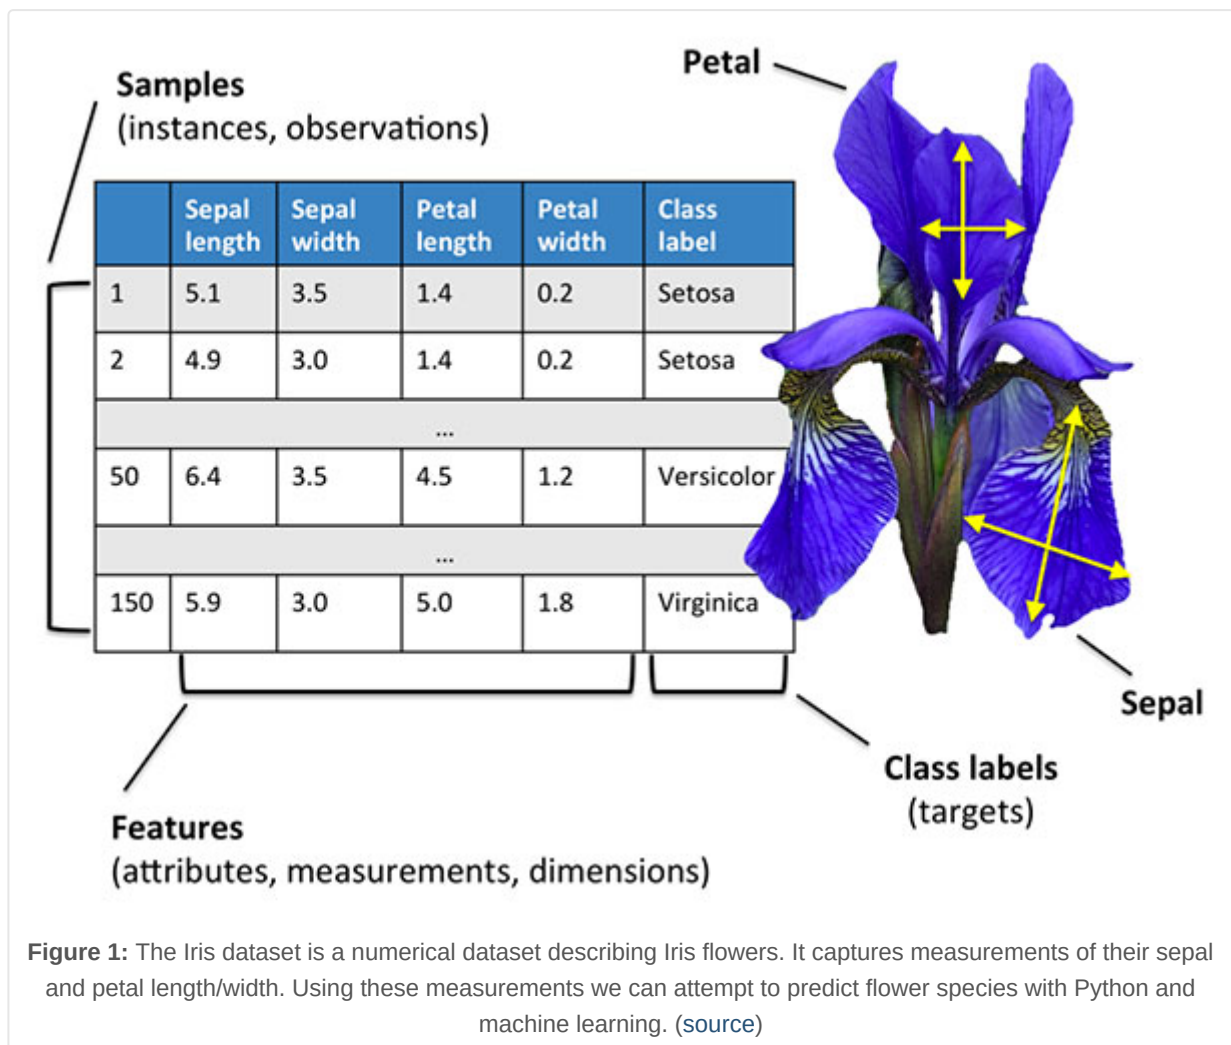 Samples
(instances, observations)
Petal
Sepal length Sepal width Petal length Petal width Class label
1 5.1 3.5 1.4 0.2 Setosa
2 4.9 3.0 1.4 0.2 Setosa
...
50 6.4 3.5 4.5 1.2 Versicolor
...
150 5.9 3.0 5.0 1.8 Virginica
Sepal
Class labels
(targets)
Features
(attributes, measurements, dimensions)
Figure 1: The Iris dataset is a numerical dataset describing Iris flowers. It captures measurements of their sepal
and petal length/width. Using these measurements we can attempt to predict flower species with Python and
machine learning. (source)